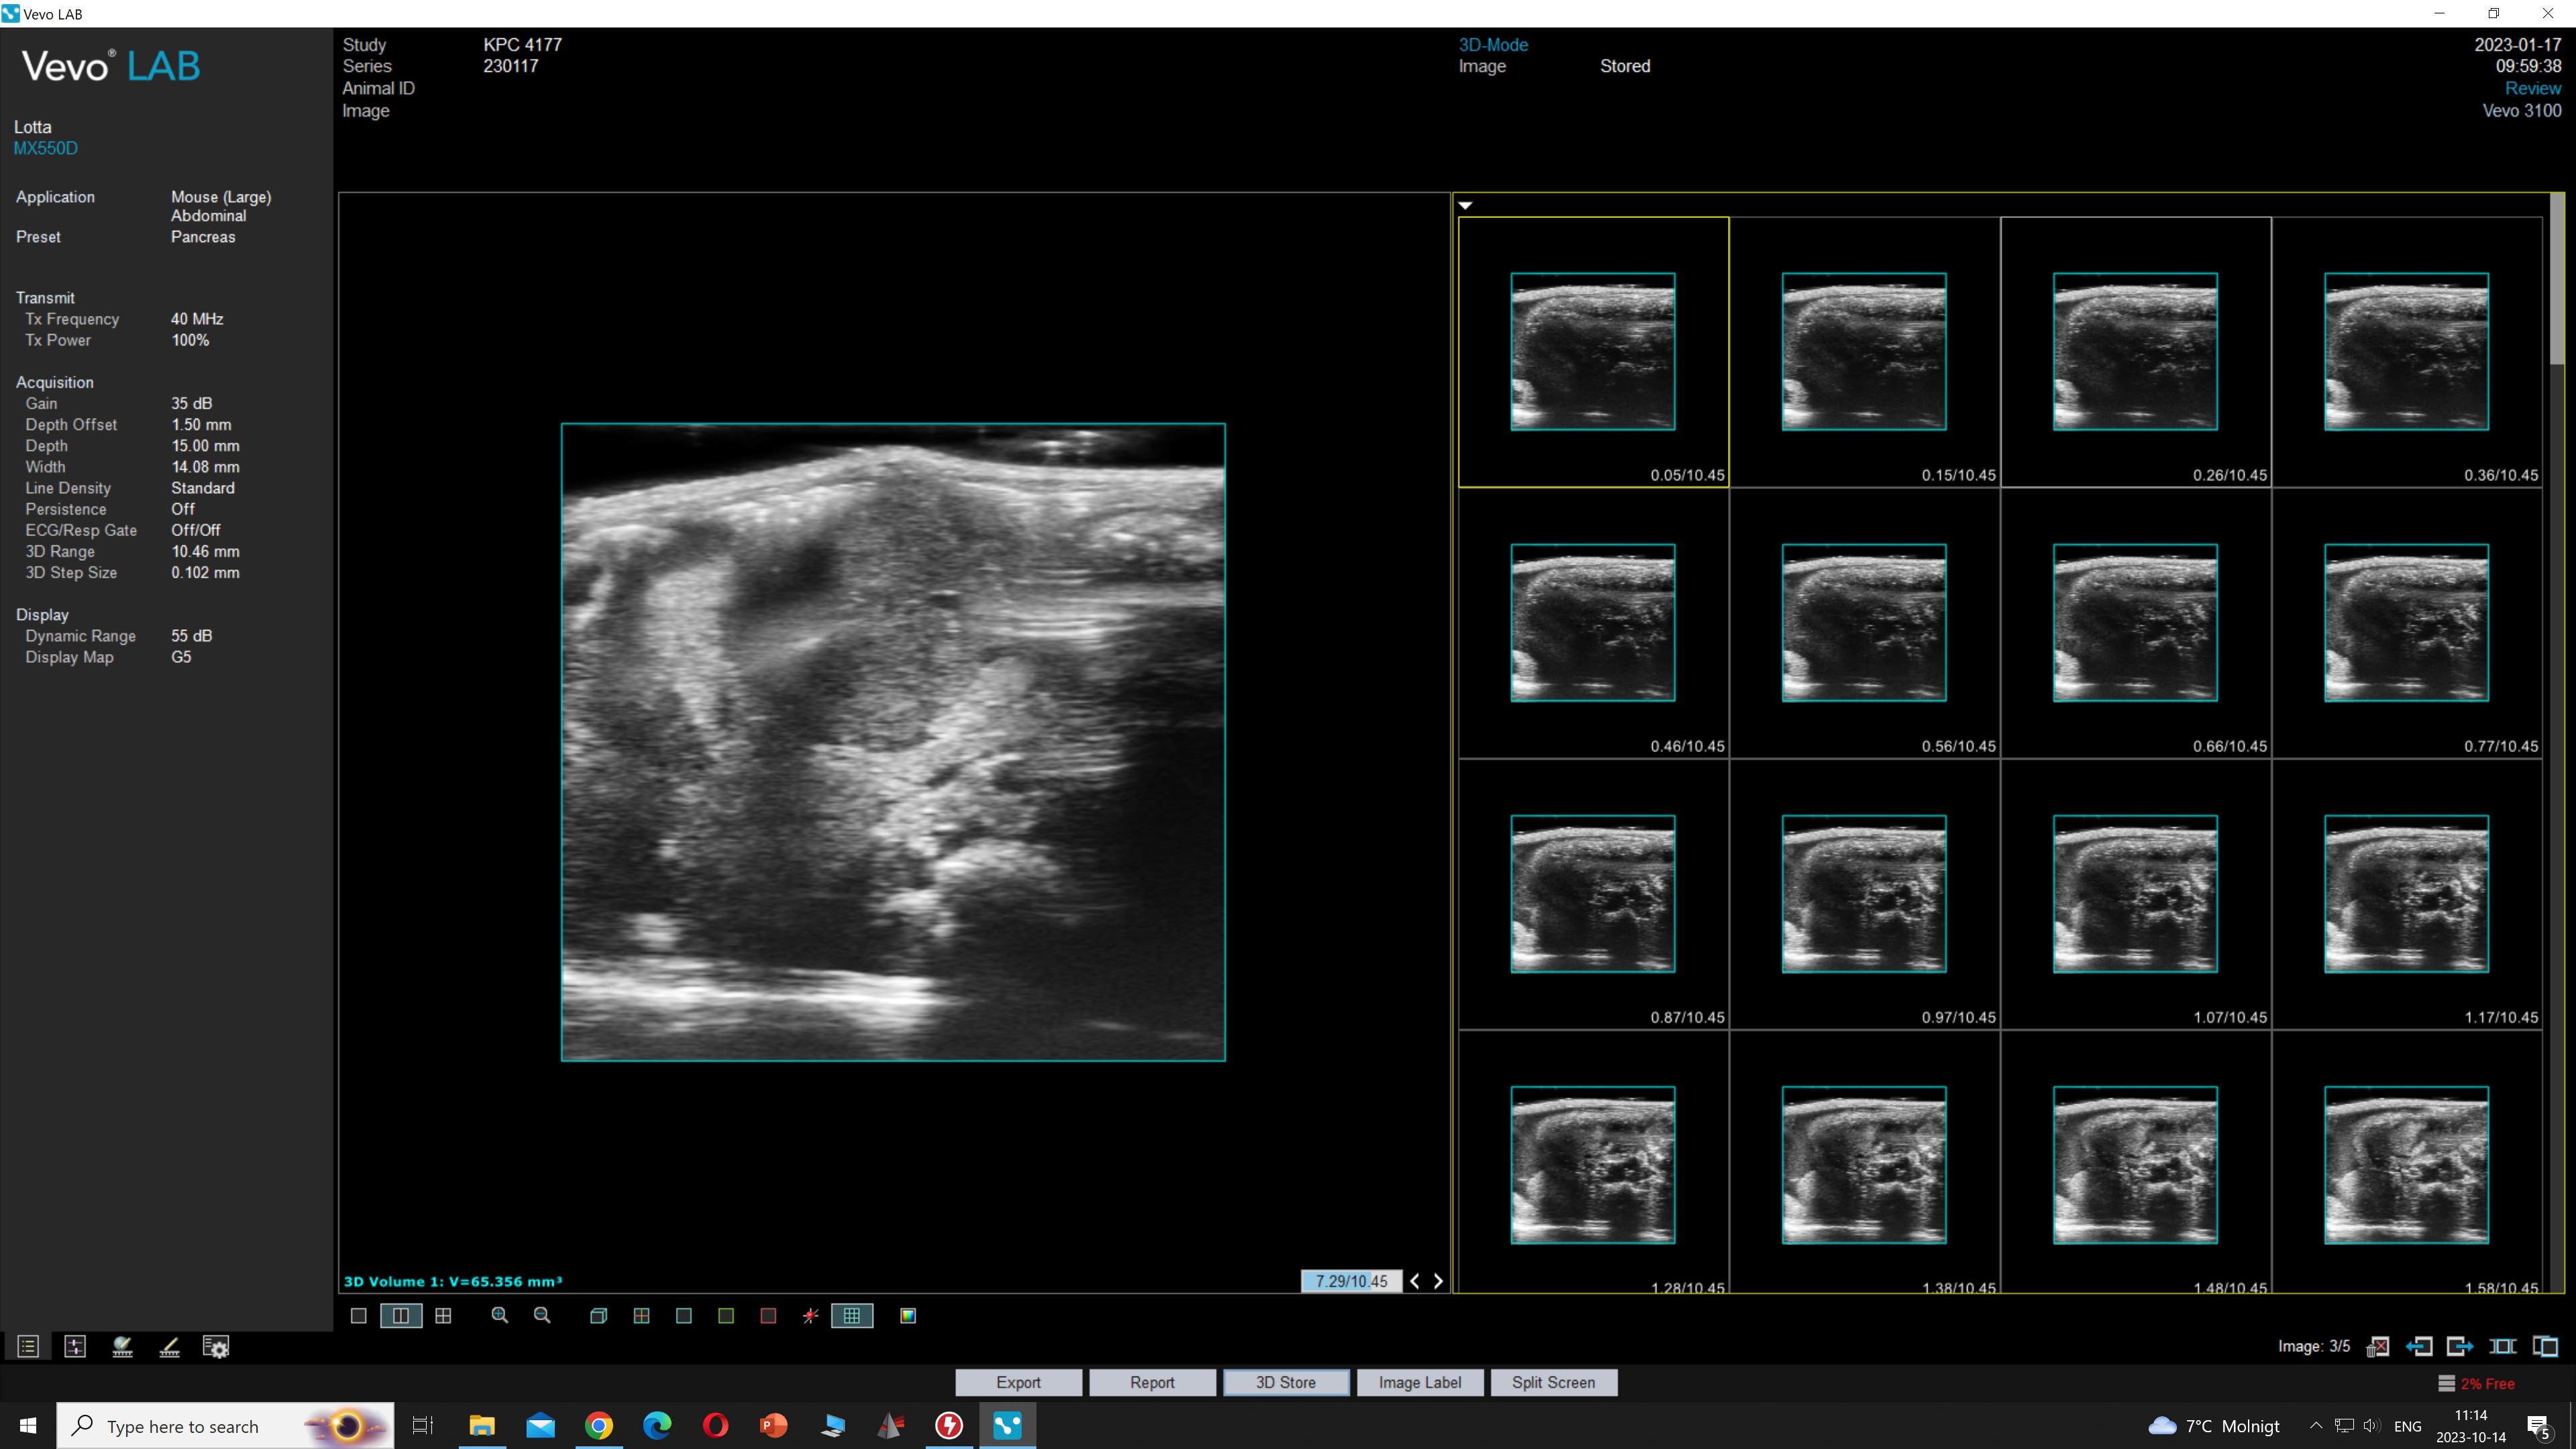 Vevo LAB
Vevo® LAB
Study KPC 4177
Series 230117
Animal ID
Image
3D-Mode
Image Stored
2023-01-17
09:59:38
Review
Vevo 3100
Lotta
MX550D
Application Mouse (Large)
Abdominal
Preset Pancreas
Transmit
Tx Frequency 40 MHz
Tx Power 100%
Acquisition
Gain 35 dB
Depth Offset 1.50 mm
Depth 15.00 mm
Width 14.08 mm
Line Density Standard
Persistence Off
ECG/Resp Gate Off/Off
3D Range 10.46 mm
3D Step Size 0.102 mm
Display
Dynamic Range 55 dB
Display Map G5
0.05/10.45 0.15/10.45 0.26/10.45 0.36/10.45
0.46/10.45 0.56/10.45 0.66/10.45 0.77/10.45
0.87/10.45 0.97/10.45 1.07/10.45 1.17/10.45
1.28/10.45 1.38/10.45 1.48/10.45 1.58/10.45
3D Volume 1: V=65.356 mm³
7.29/10.45
Image: 3/5
Export Report 3D Store Image Label Split Screen
2% Free
Type here to search
P
7°C Molnigt
ENG
11:14
2023-10-14
5